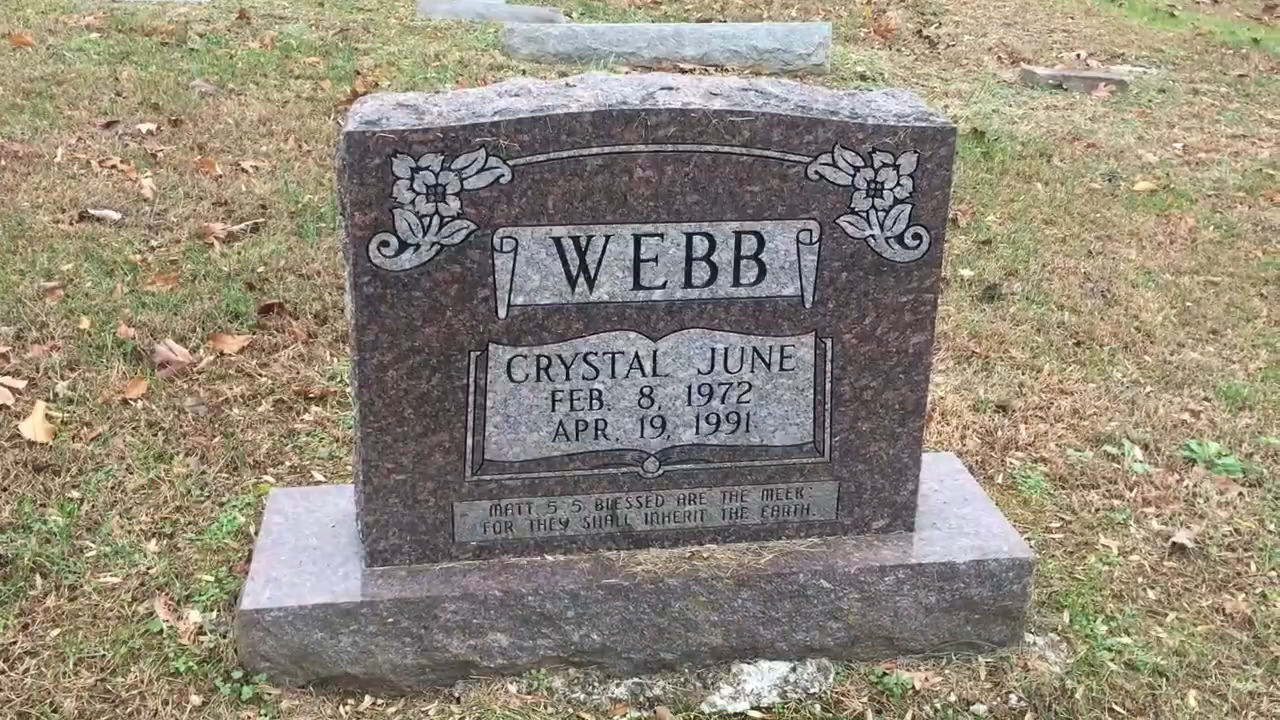 WEBB
CRYSTAL JUNE
FEB. 8, 1972
APR. 19, 1991
MATT 5:5 BLESSED ARE THE MEEK:
FOR THEY SHALL INHERIT THE EARTH.